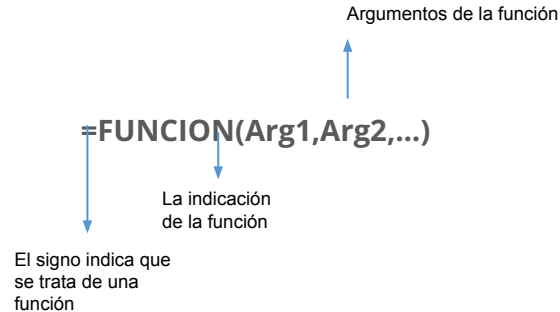 Argumentos de la función
=FUNCION(Arg1,Arg2,...)
La indicación
de la función
El signo indica que
se trata de una
función